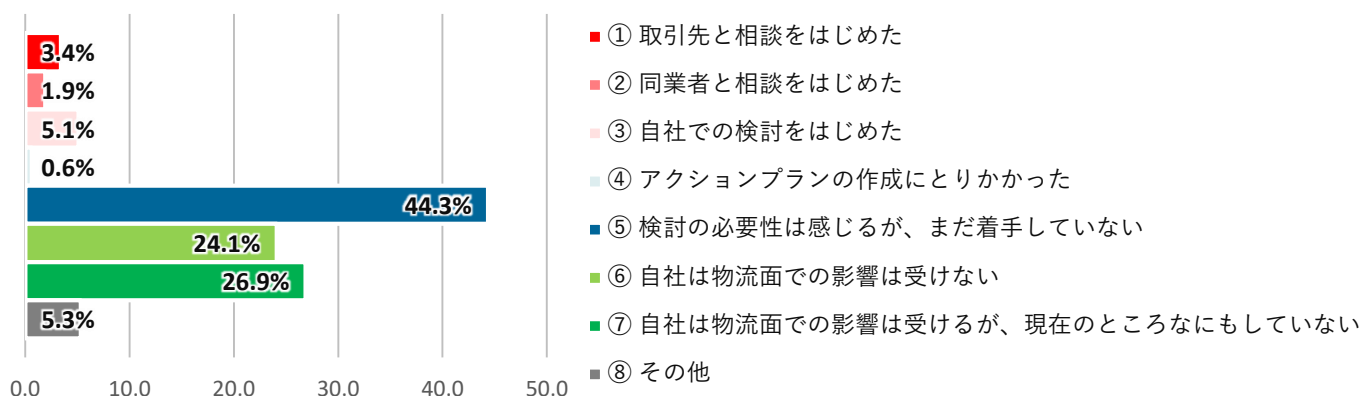 3.4%
1.9%
5.1%
0.6%
44.3%
24.1%
26.9%
5.3%
0.0 10.0 20.0 30.0 40.0 50.0
① 取引先と相談をはじめた
② 同業者と相談をはじめた
③ 自社での検討をはじめた
④ アクションプランの作成にとりかかった
⑤ 検討の必要性は感じるが、まだ着手していない
⑥ 自社は物流面での影響は受けない
⑦ 自社は物流面での影響は受けるが、現在のところなにもしていない
⑧ その他